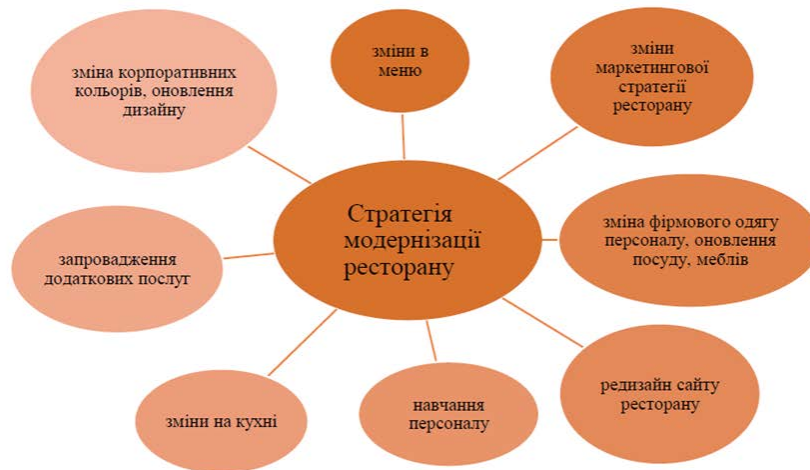 зміни в
меню
зміни
маркетингової
стратегії
ресторану
зміна фірмового одягу
персоналу, оновлення
посуду, меблів
редизайн сайту
ресторану
навчання
персоналу
зміни на кухні
запровадження
додаткових послуг
зміна корпоративних
кольорів, оновлення
дизайну
Стратегія
модернізації
ресторану